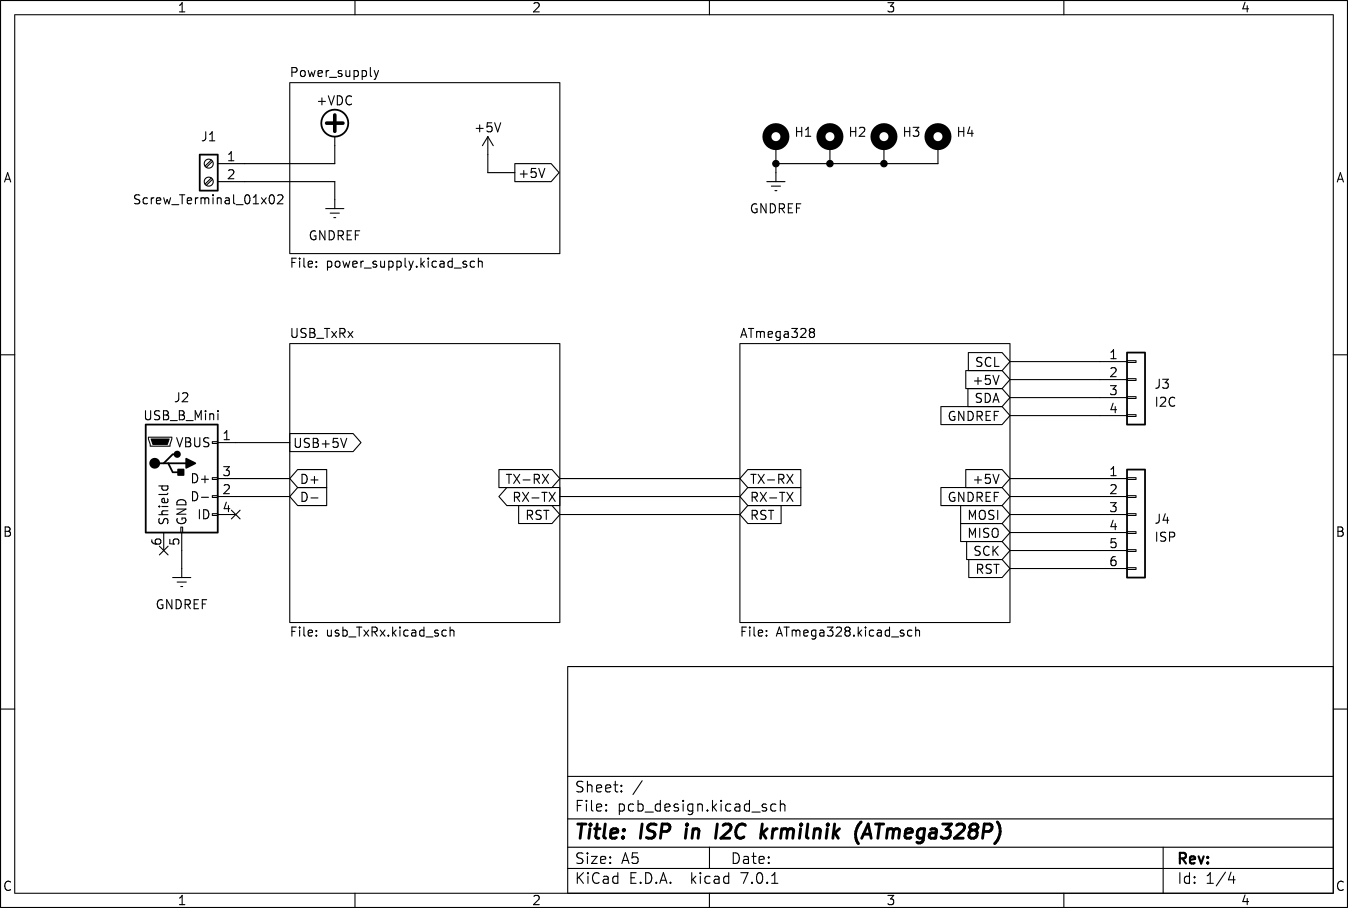 1 2 3 4
A A
B B
C C
Power_supply
+VDC
+5V
+5V
J1
1
2
Screw_Terminal_01x02
GNDREF
File: power_supply.kicad_sch
H1 H2 H3 H4
GNDREF
USB_TxRx
J2
USB_B_Mini
VBUS 1 USB+5V
D+ 3 D+
D- 2 D-
ID 4
Shield 6
GND 5
GNDREF
TX-RX
RX-TX
RST
File: usb_TxRx.kicad_sch
ATmega328
TX-RX
RX-TX
RST
SCL 1
+5V 2
SDA 3
GNDREF 4
J3
I2C
+5V 1
GNDREF 2
MOSI 3
MISO 4
SCK 5
RST 6
J4
ISP
File: ATmega328.kicad_sch
Sheet: /
File: pcb_design.kicad_sch
Title: ISP in I2C krmilnik (ATmega328P)
Size: A5 Date: Rev:
KiCad E.D.A. kicad 7.0.1 Id: 1/4
1 2 3 4